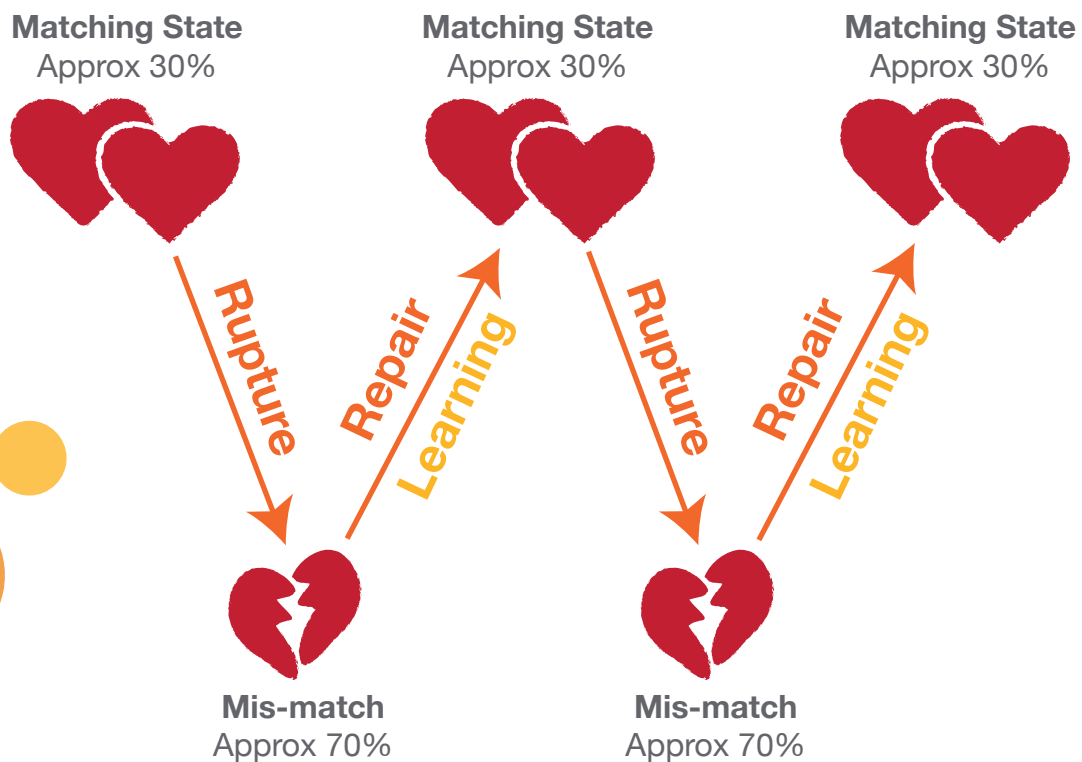 Matching State
Approx 30%
Matching State
Approx 30%
Matching State
Approx 30%
Rupture
Repair
Learning
Rupture
Repair
Learning
Mis-match
Approx 70%
Mis-match
Approx 70%